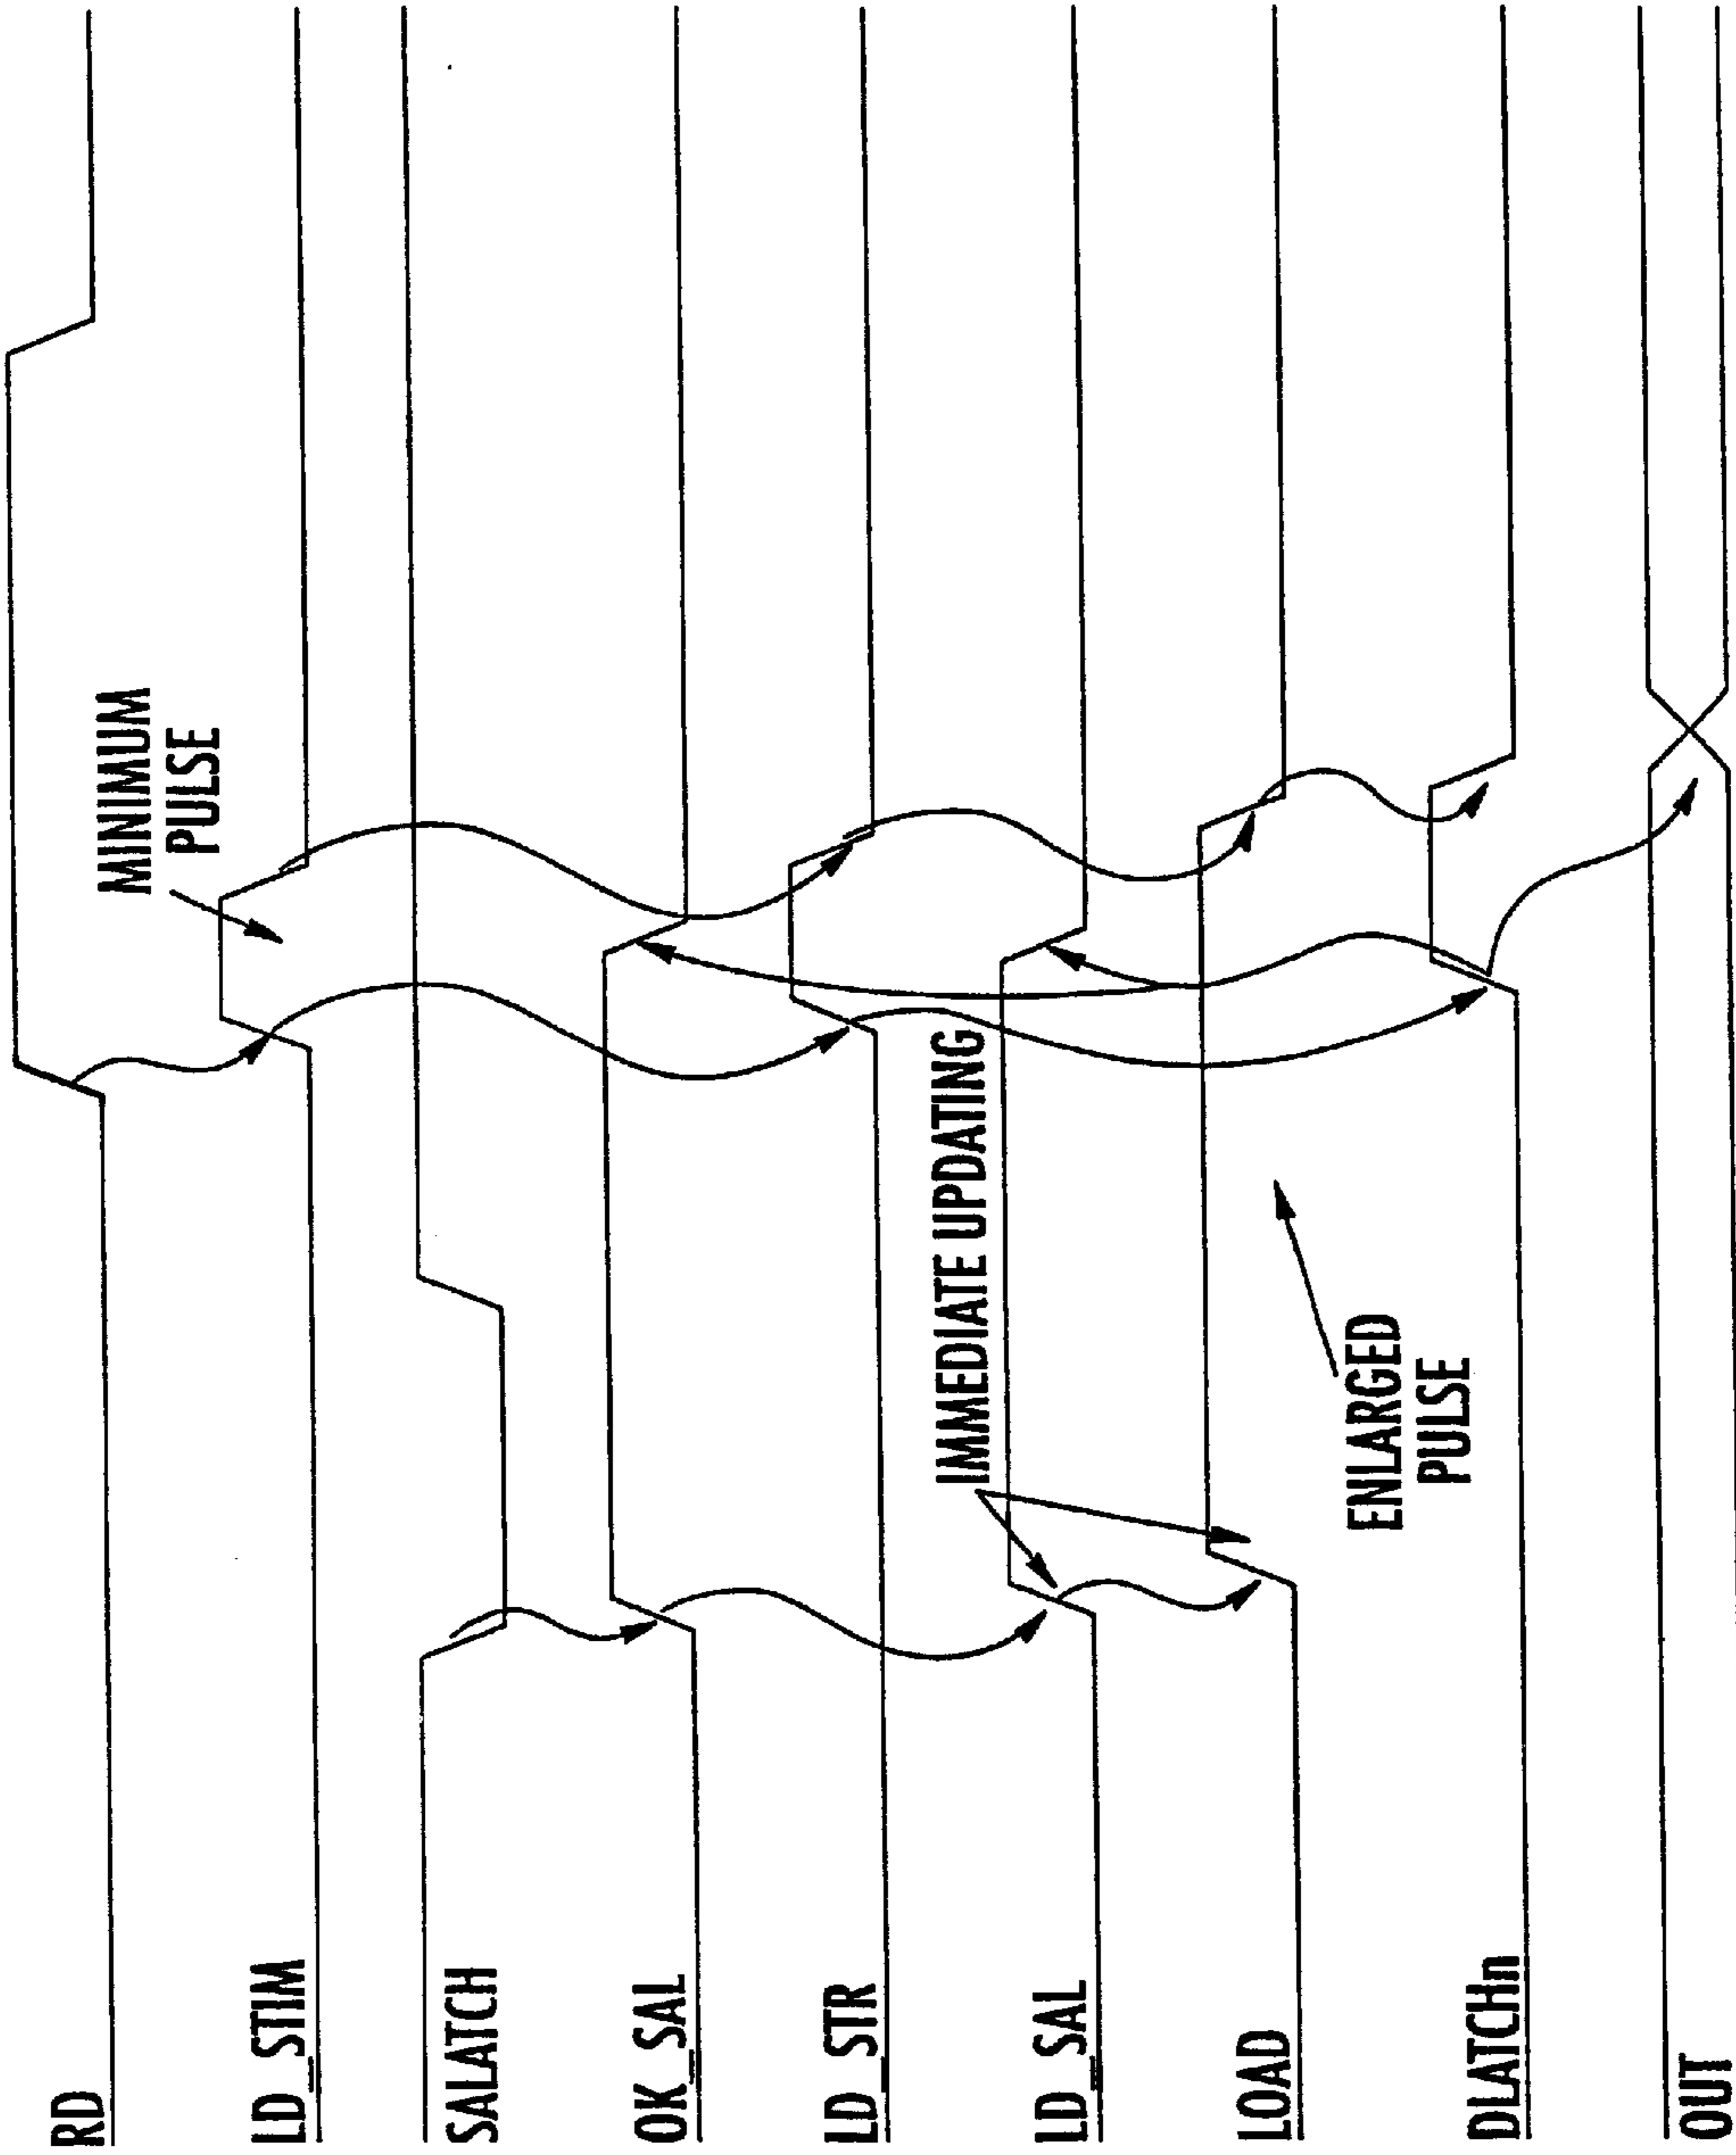 RD
MINIMUM
PULSE
LD_STIM
SALATCH
OK_SAL
LD_STR
IMMEDIATE UPDATING
LD_SAL
LOAD
ENLARGED
PULSE
DLATCHn
OUT